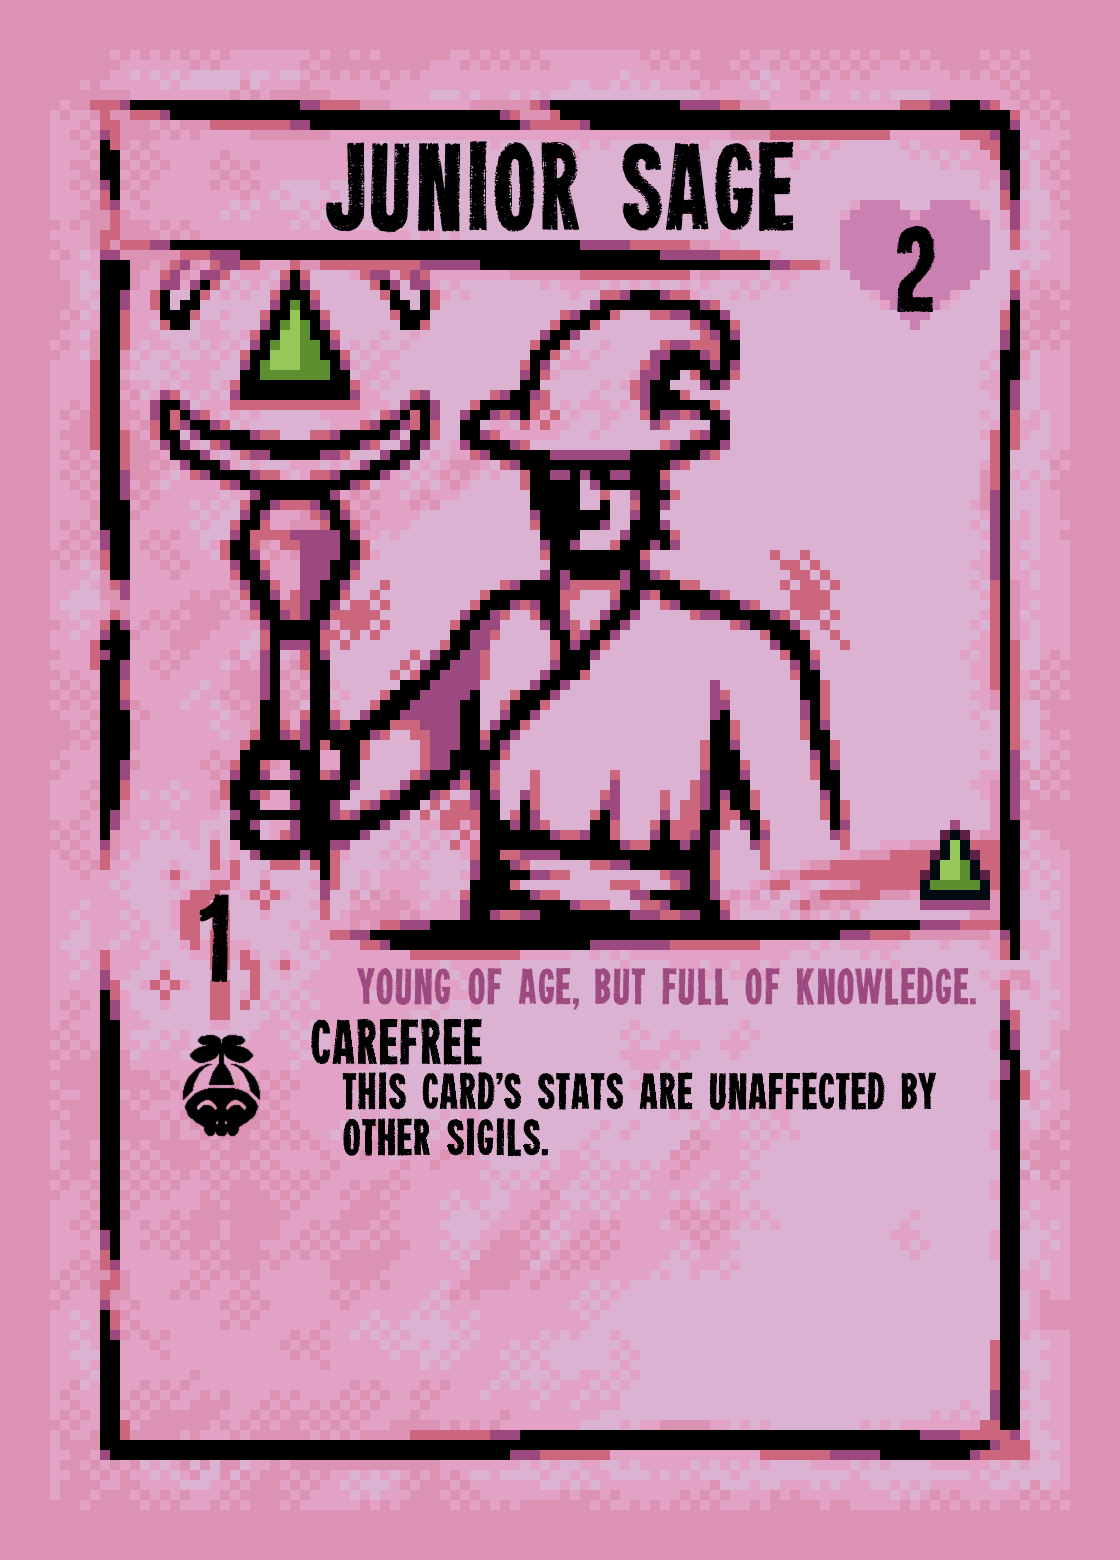 JUNIOR SAGE
2
1
YOUNG OF AGE, BUT FULL OF KNOWLEDGE.
CAREFREE
THIS CARD'S STATS ARE UNAFFECTED BY
OTHER SIGILS.